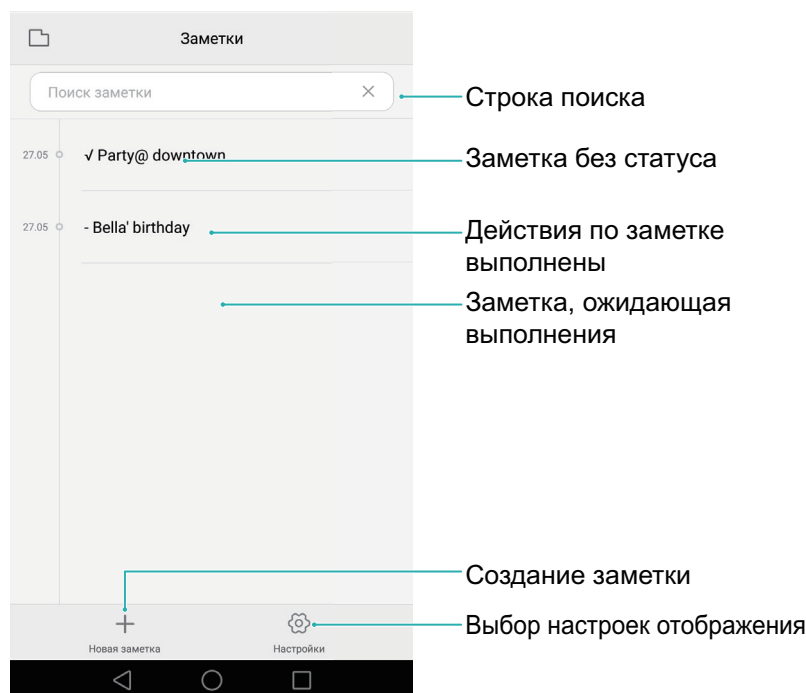 Заметки
Поиск заметки
Строка поиска
27.05 √ Party@ downtown
Заметка без статуса
27.05 - Bella' birthday
Действия по заметке
выполнены
Заметка, ожидающая
выполнения
Создание заметки
Выбор настроек отображения
Новая заметка
Настройки